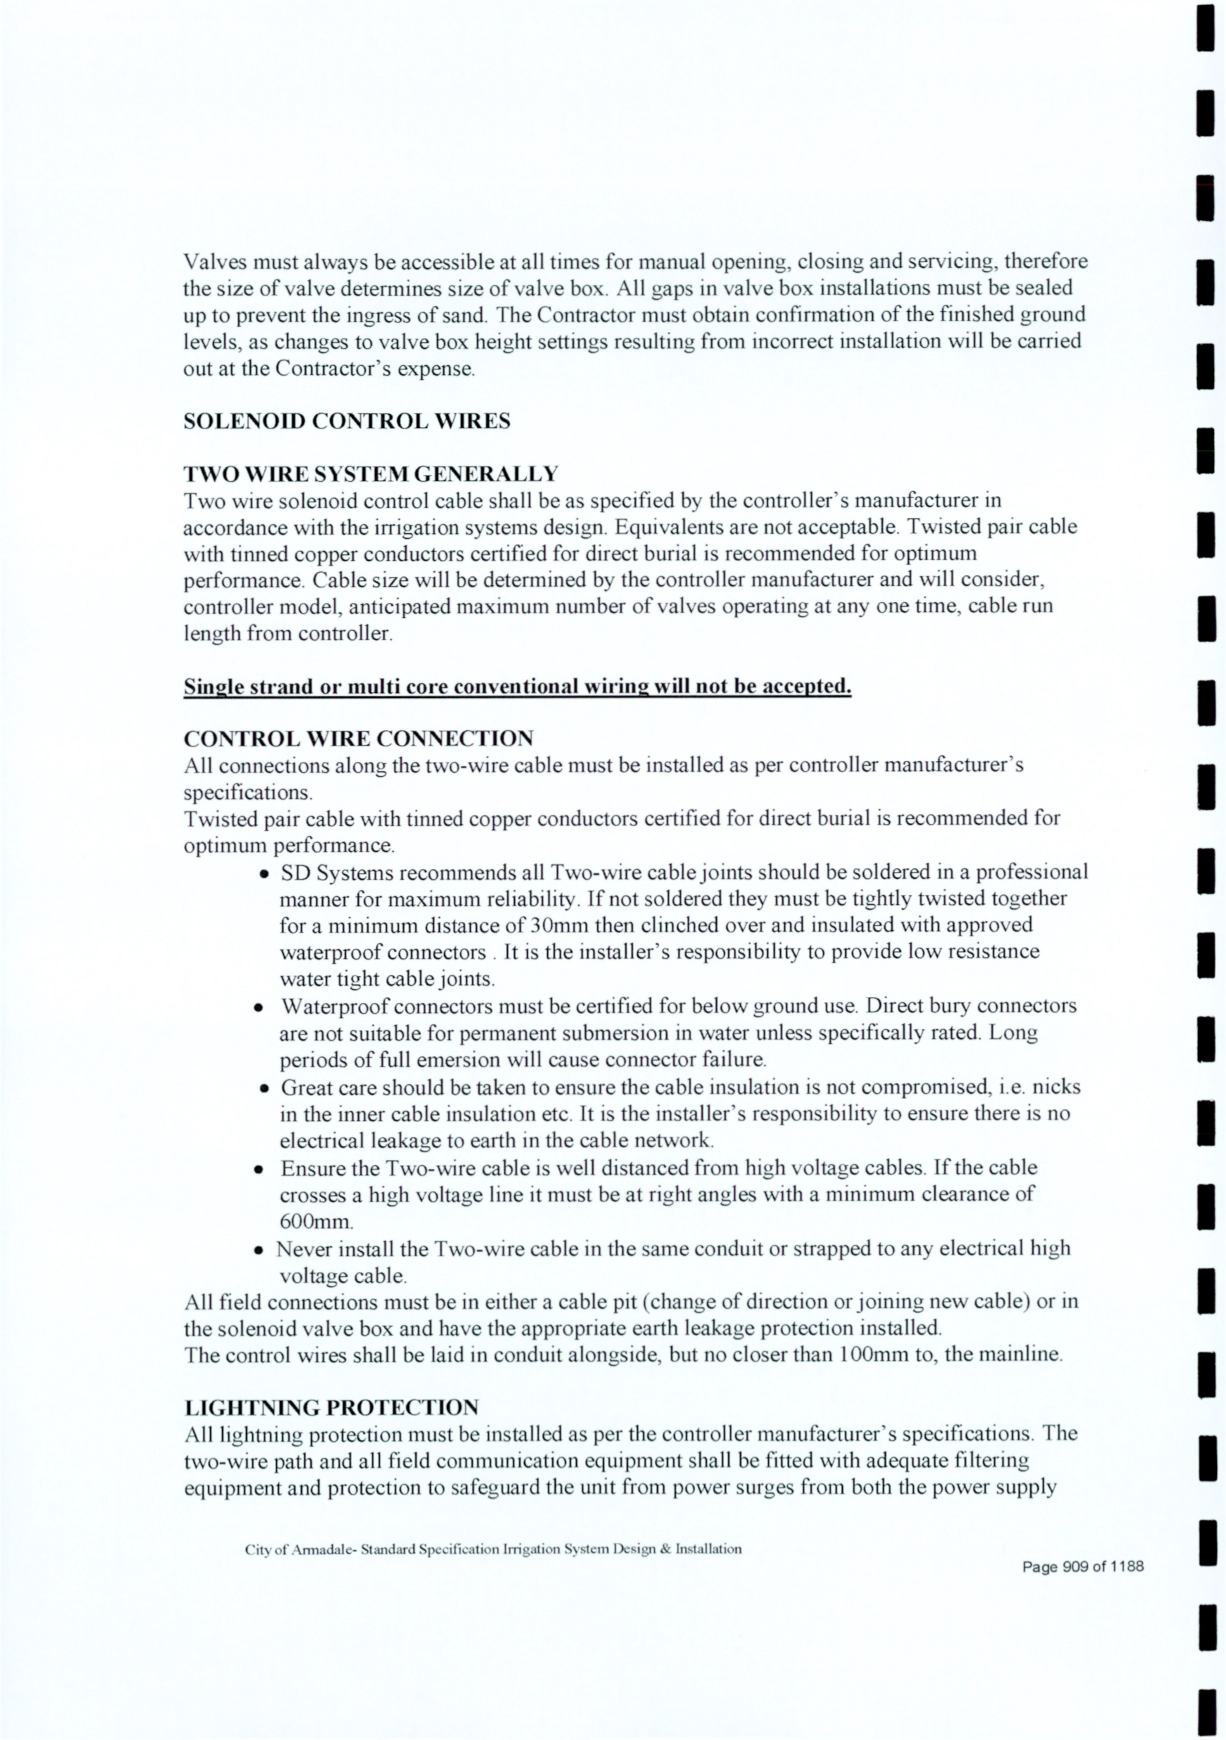 Valves must always be accessible at all times for manual opening, closing and servicing, therefore
the size of valve determines size of valve box. All gaps in valve box installations must be sealed
up to prevent the ingress of sand. The Contractor must obtain confirmation of the finished ground
levels, as changes to valve box height settings resulting from incorrect installation will be carried
out at the Contractor's expense.
SOLENOID CONTROL WIRES
TWO WIRE SYSTEM GENERALLY
Two wire solenoid control cable shall be as specified by the controller's manufacturer in
accordance with the irrigation systems design. Equivalents are not acceptable. Twisted pair cable
with tinned copper conductors certified for direct burial is recommended for optimum
performance. Cable size will be determined by the controller manufacturer and will consider,
controller model, anticipated maximum number of valves operating at any one time, cable run
length from controller.
Single strand or multi core conventional wiring will not be accepted.
CONTROL WIRE CONNECTION
All connections along the two-wire cable must be installed as per controller manufacturer's
specifications.
Twisted pair cable with tinned copper conductors certified for direct burial is recommended for
optimum performance.
• SD Systems recommends all Two-wire cable joints should be soldered in a professional
manner for maximum reliability. If not soldered they must be tightly twisted together
for a minimum distance of 30mm then clinched over and insulated with approved
waterproof connectors . It is the installer's responsibility to provide low resistance
water tight cable joints.
• Waterproof connectors must be certified for below ground use. Direct bury connectors
are not suitable for permanent submersion in water unless specifically rated. Long
periods of full emersion will cause connector failure.
• Great care should be taken to ensure the cable insulation is not compromised, i.e. nicks
in the inner cable insulation etc. It is the installer's responsibility to ensure there is no
electrical leakage to earth in the cable network.
• Ensure the Two-wire cable is well distanced from high voltage cables. If the cable
crosses a high voltage line it must be at right angles with a minimum clearance of
600mm.
• Never install the Two-wire cable in the same conduit or strapped to any electrical high
voltage cable.
All field connections must be in either a cable pit (change of direction or joining new cable) or in
the solenoid valve box and have the appropriate earth leakage protection installed.
The control wires shall be laid in conduit alongside, but no closer than 100mm to, the mainline.
LIGHTNING PROTECTION
All lightning protection must be installed as per the controller manufacturer's specifications. The
two-wire path and all field communication equipment shall be fitted with adequate filtering
equipment and protection to safeguard the unit from power surges from both the power supply
City of Armadale- Standard Specification Irrigation System Design & Installation
Page 909 of 1188